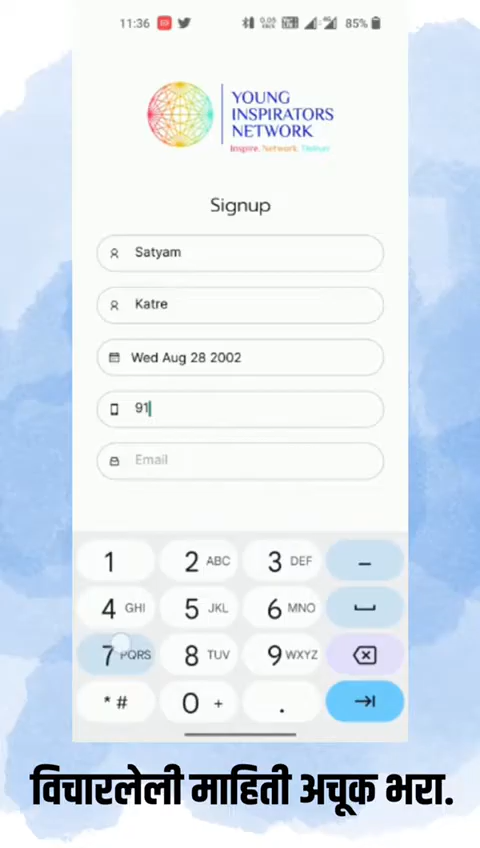 11:36 85%
YOUNG
INSPIRATORS
NETWORK
Inspire. Network. Deliver
Signup
Satyam
Katre
Wed Aug 28 2002
91
Email
1 2 ABC 3 DEF –
4 GHI 5 JKL 6 MNO
7 PQRS 8 TUV 9 WXYZ
* # 0 + .
विचारलेली माहिती अचूक भरा.